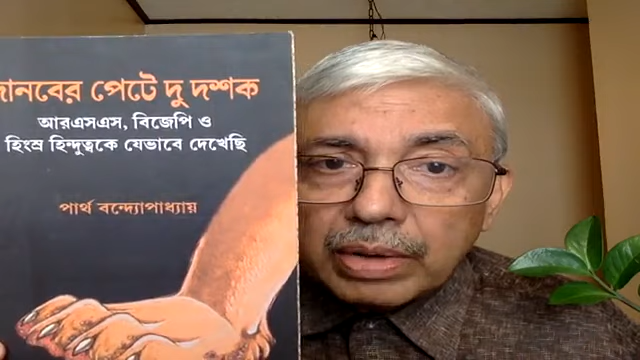 দানবের পেটে দু দশক
আরএসএস, বিজেপি ও
হিংস্র হিন্দুত্বকে যেভাবে দেখেছি
পার্থ বন্দ্যোপাধ্যায়